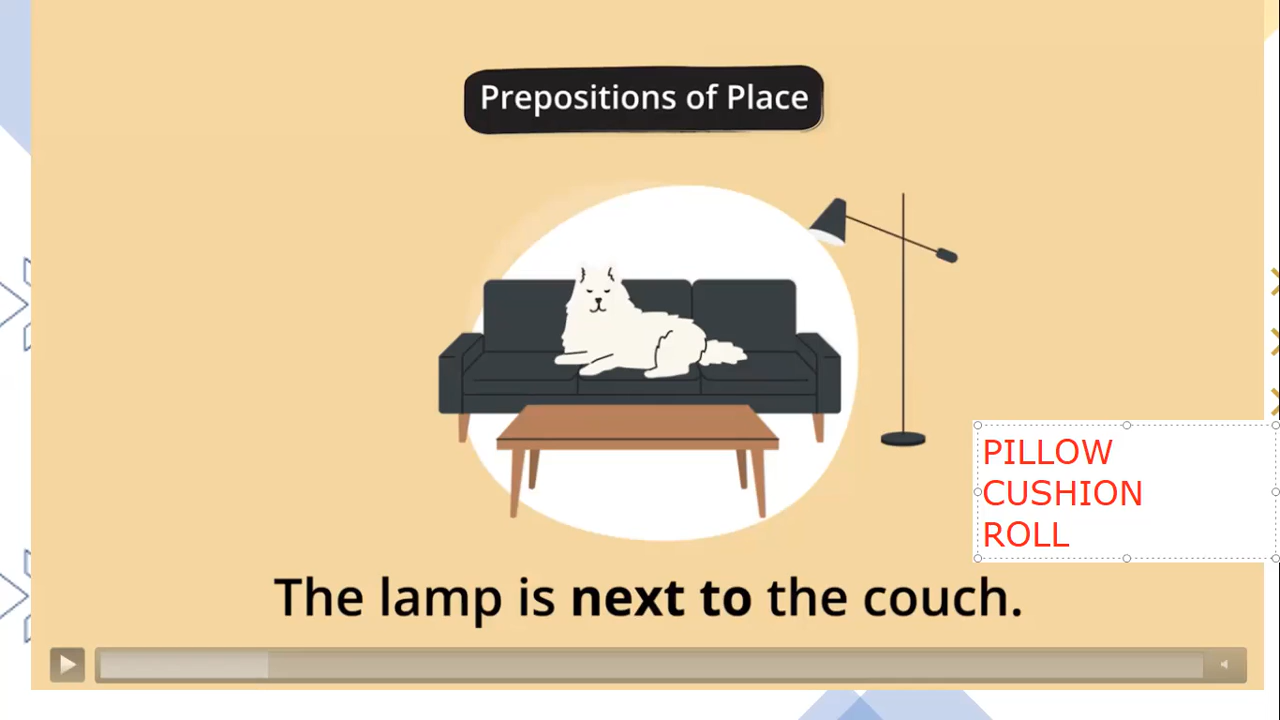 Prepositions of Place
PILLOW
CUSHION
ROLL
The lamp is next to the couch.